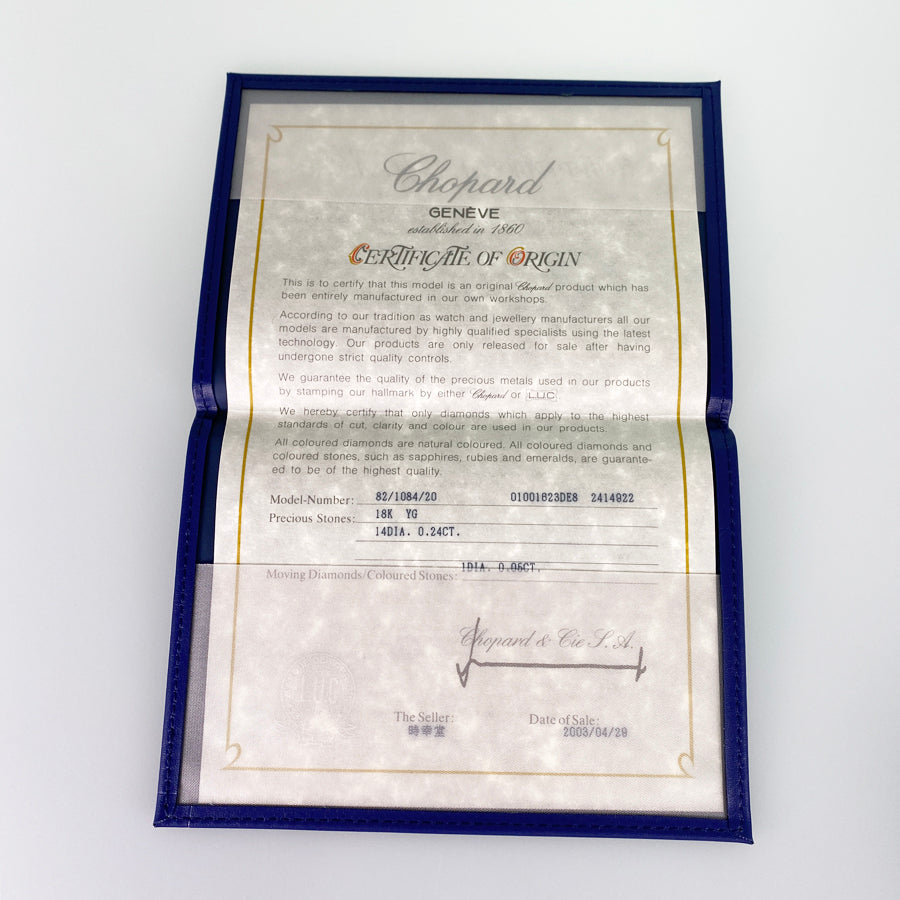 Chopard
GENÈVE
established in 1860
CERTIFICATE OF ORIGIN
This is to certify that this model is an original Chopard product which has
been entirely manufactured in our own workshops.
According to our tradition as watch and jewellery manufacturers all our
models are manufactured by highly qualified specialists using the latest
technology. Our products are only released for sale after having
undergone strict quality controls.
We guarantee the quality of the precious metals used in our products
by stamping our hallmark by either Chopard or L.U.C
We hereby certify that only diamonds which apply to the highest
standards of cut, clarity and colour are used in our products.
All coloured diamonds are natural coloured. All coloured diamonds and
coloured stones, such as sapphires, rubies and emeralds, are guarante-
ed to be of the highest quality.
Model-Number: 82/1084/20 01001623DE8 2414922
Precious Stones: 18K YG
14DIA. 0.24CT.
Moving Diamonds/Coloured Stones: 1DIA. 0.05CT.
Chopard & Cie S.A.
LUC
The Seller: Date of Sale:
時幸堂 2003/04/29